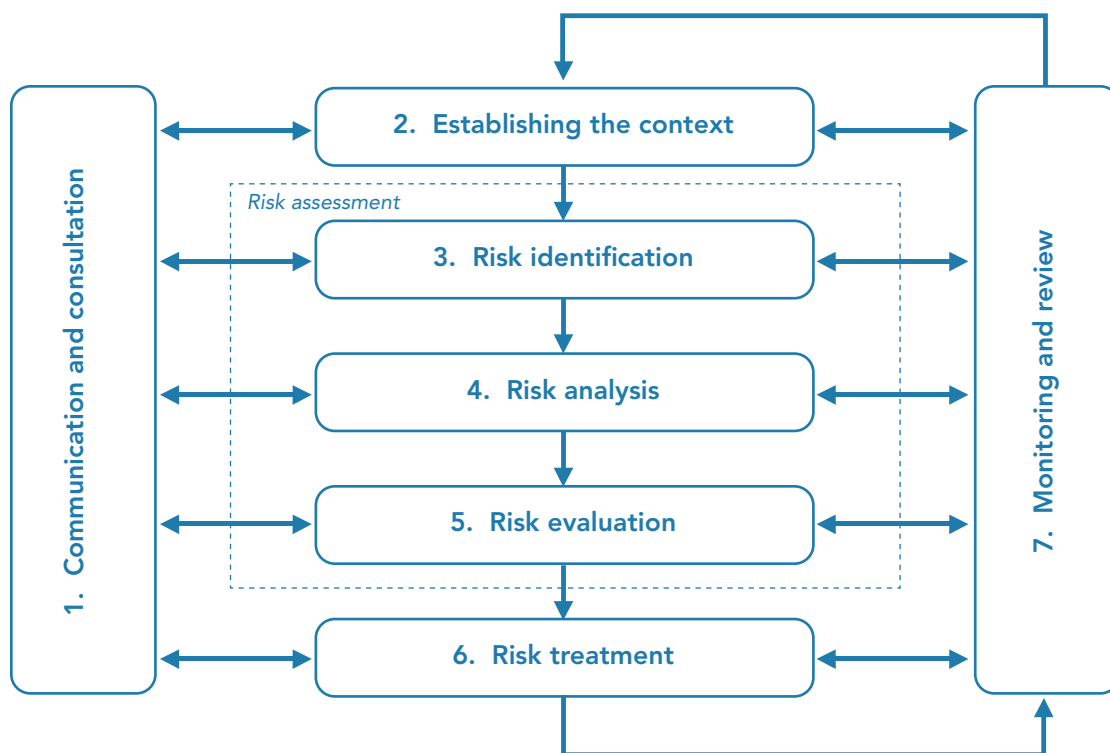 1. Communication and consultation
2. Establishing the context
Risk assessment
3. Risk identification
4. Risk analysis
5. Risk evaluation
6. Risk treatment
7. Monitoring and review